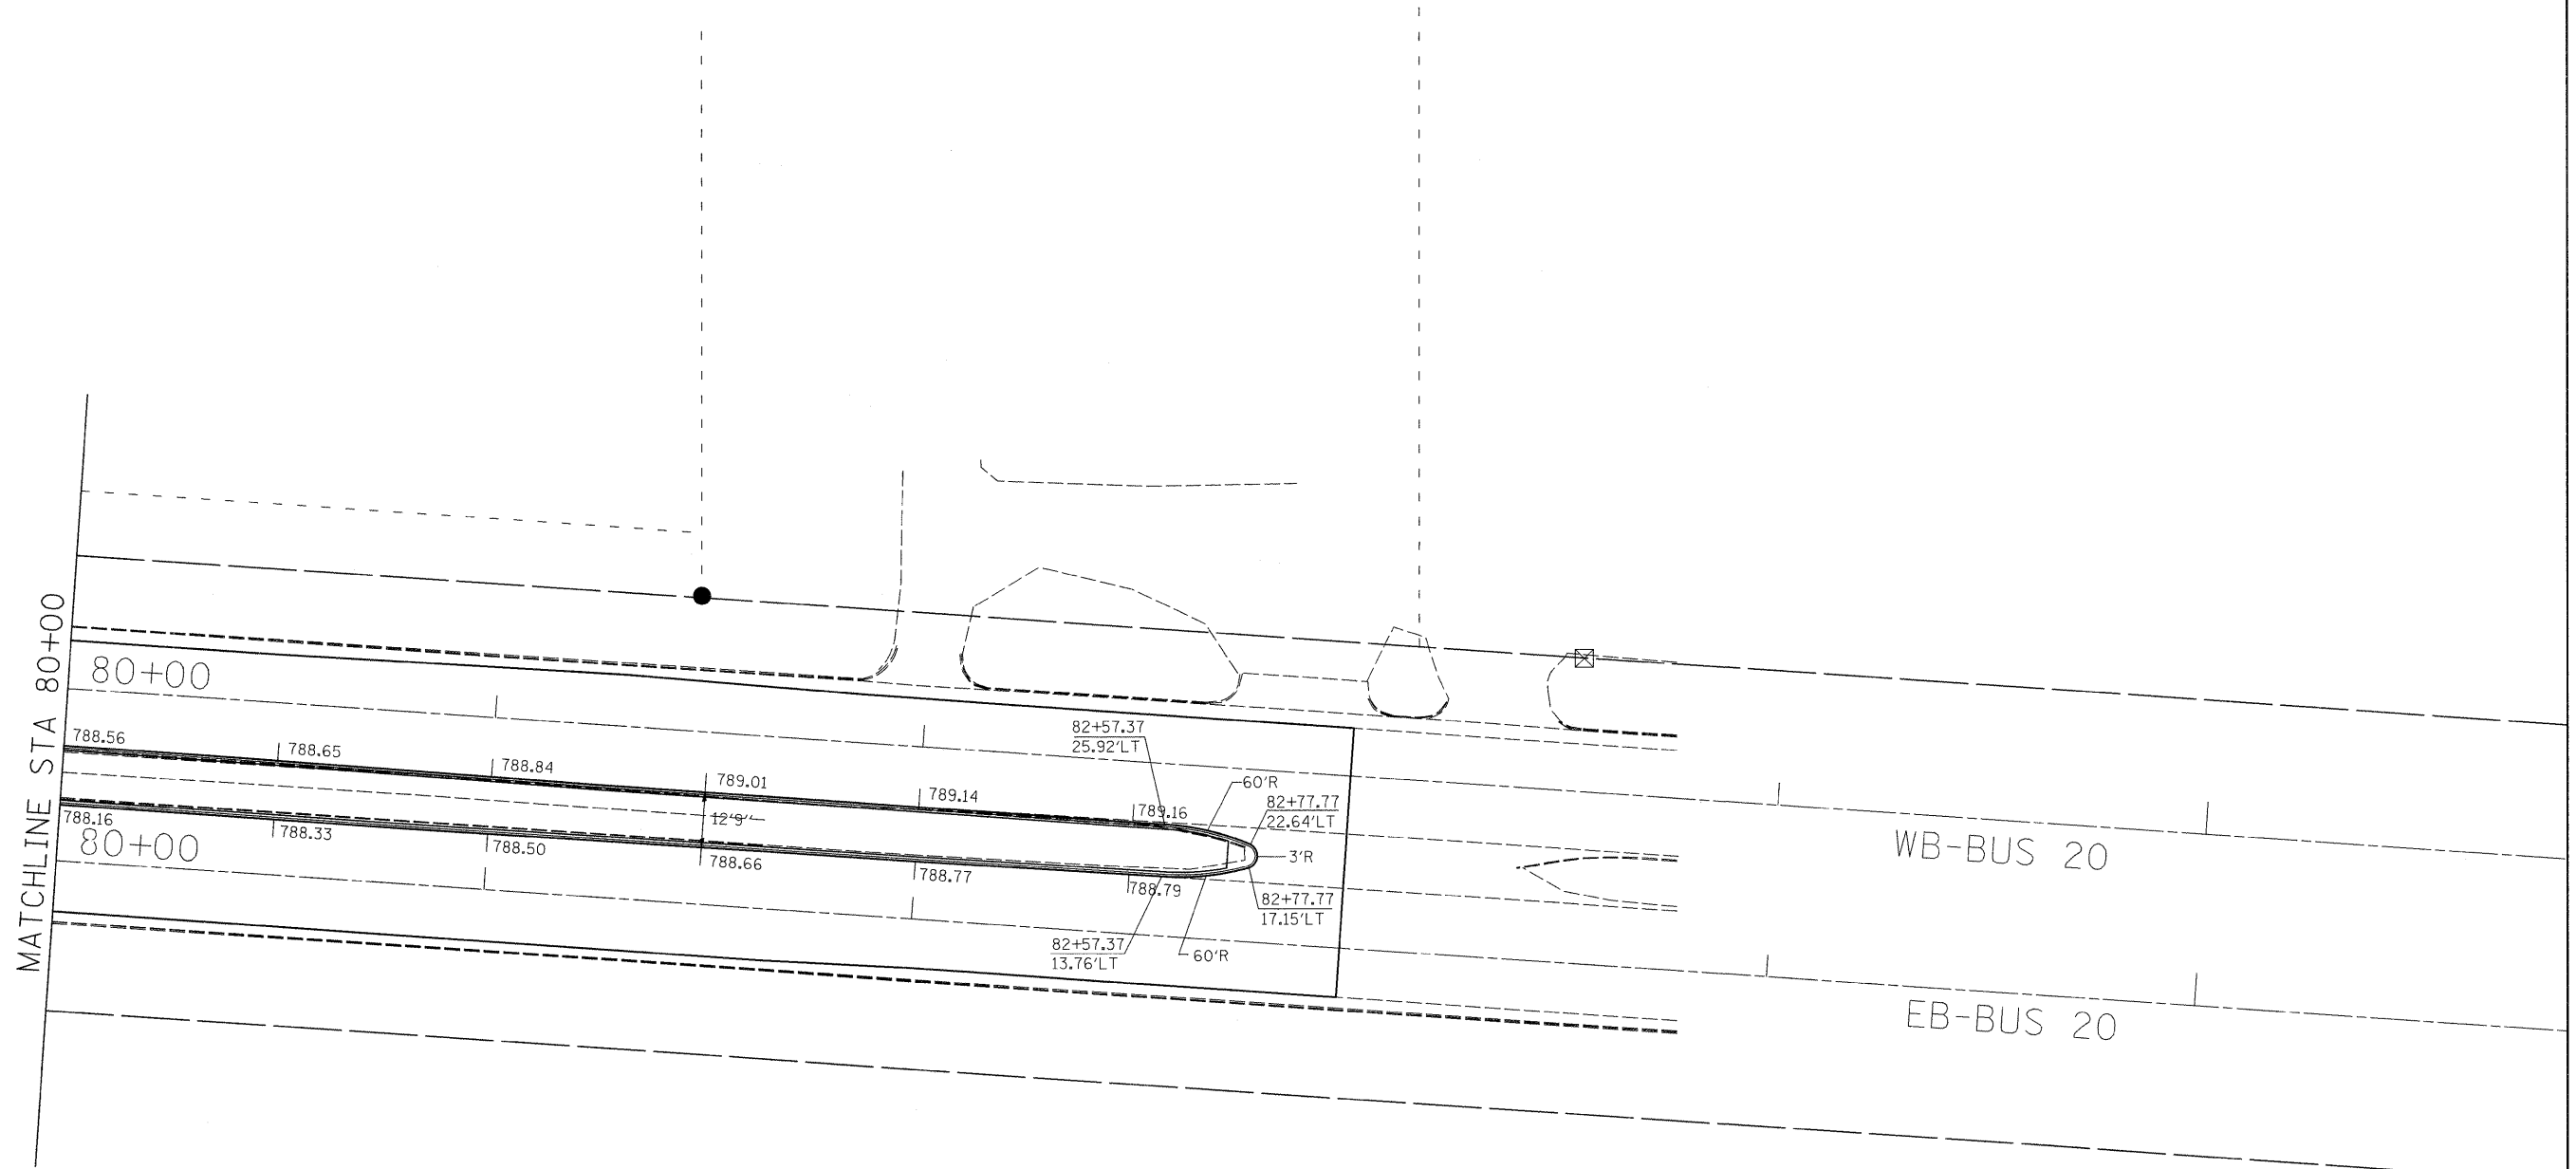 MATCHLINE STA 80+00
80+00
82+57.37
25.92'LT
788.56
788.65
788.84
789.01
789.14
789.16
60'R
82+77.77
22.64'LT
12'9"
3'R
WB-BUS 20
788.16
788.33
788.50
788.66
788.77
788.79
80+00
82+77.77
17.15'LT
82+57.37
13.76'LT
60'R
EB-BUS 20